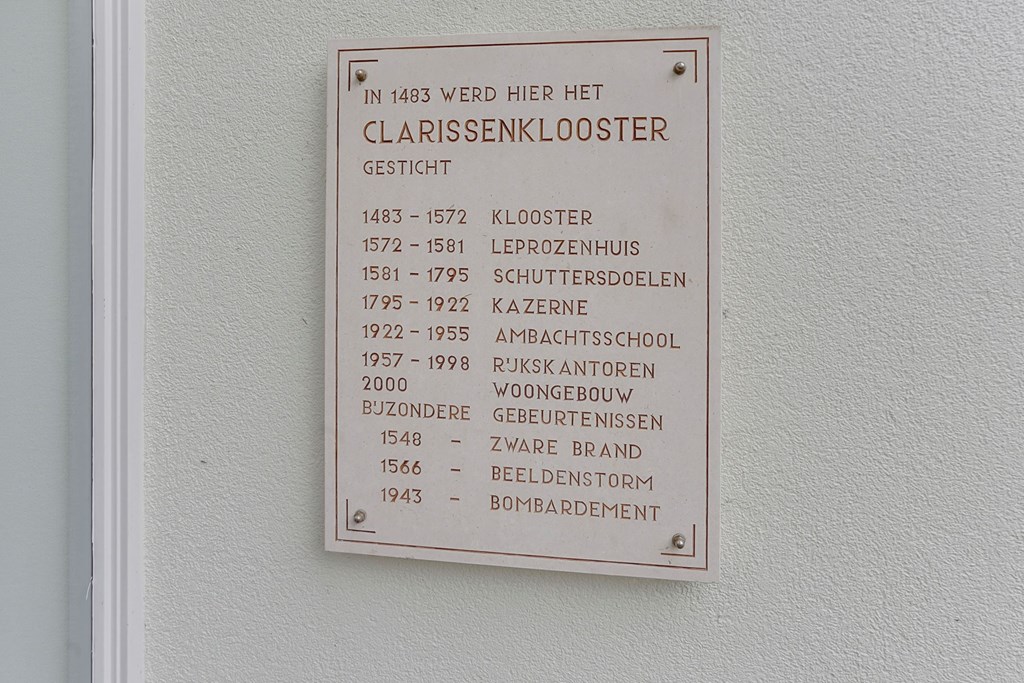 IN 1483 WERD HIER HET
CLARISSENKLOOSTER
GESTICHT
1483 - 1572 KLOOSTER
1572 - 1581 LEPROZENHUIS
1581 - 1795 SCHUTTERSDOELEN
1795 - 1922 KAZERNE
1922 - 1955 AMBACHTSSCHOOL
1957 - 1998 RIJKSKANTOREN
2000 WOONGEBOUW
BIJZONDERE GEBEURTENISSEN
1548 - ZWARE BRAND
1566 - BEELDENSTORM
1943 - BOMBARDEMENT